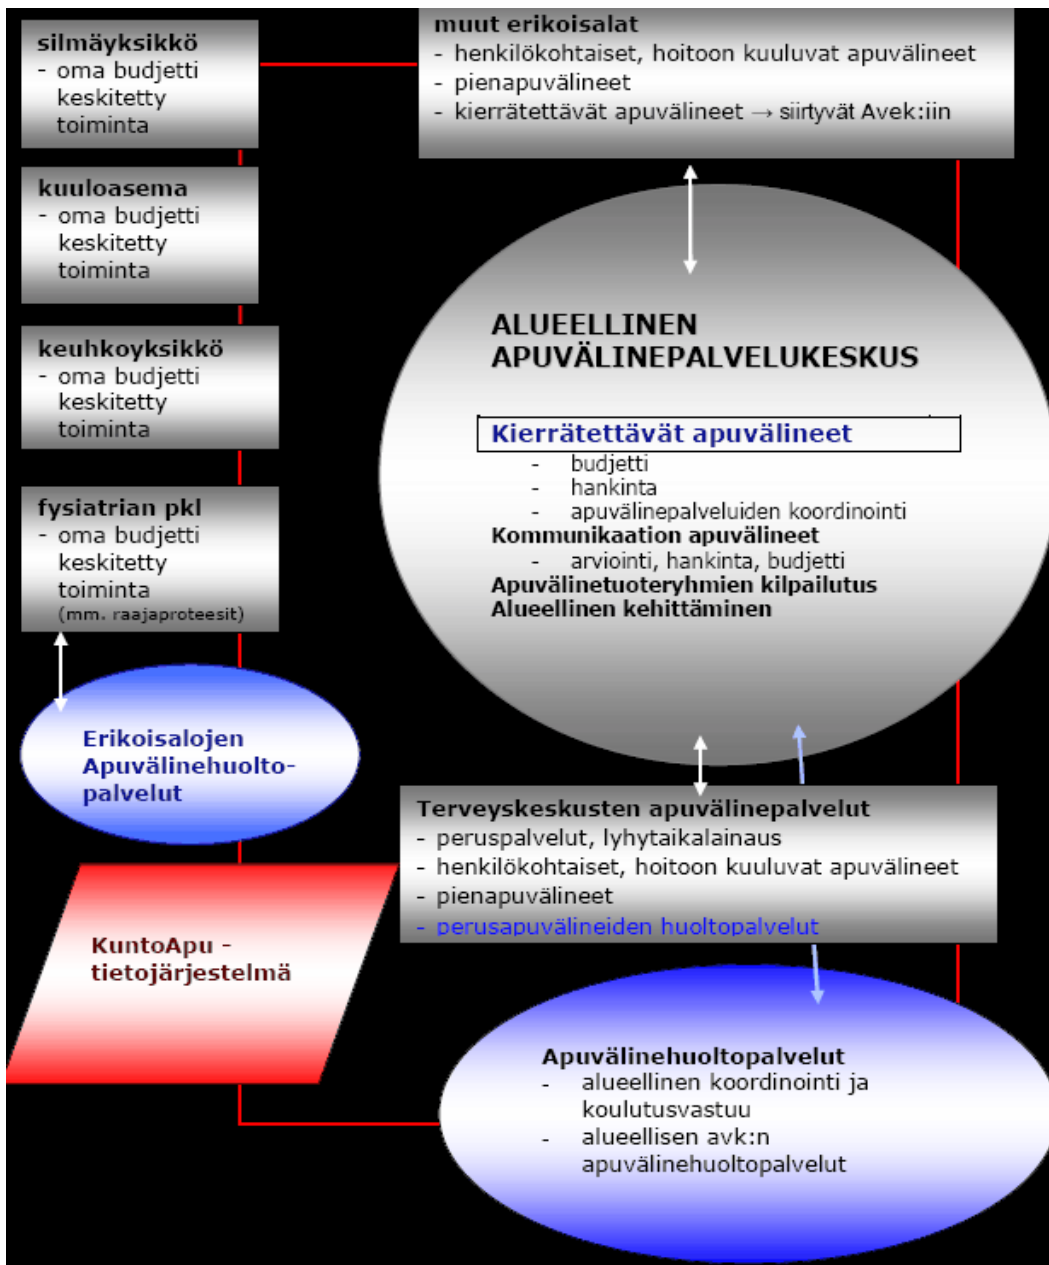 silmäyksikkö
- oma budjetti
keskitetty
toiminta
kuuloasema
- oma budjetti
keskitetty
toiminta
keuhkoyksikkö
- oma budjetti
keskitetty
toiminta
fysiatrian pkl
- oma budjetti
keskitetty
toiminta
(mm. raajaproteesit)
Erikoisalojen
Apuvälinehuolto-
palvelut
KuntoApu -
tietojärjestelmä
muut erikoisalat
- henkilökohtaiset, hoitoon kuuluvat apuvälineet
- pienapuvälineet
- kierrätettävät apuvälineet → siirtyvät Avek:iin
ALUEELLINEN
APUVÄLINEPALVELUKESKUS
Kierrätettävät apuvälineet
- budjetti
- hankinta
- apuvälinepalveluiden koordinointi
Kommunikaation apuvälineet
- arviointi, hankinta, budjetti
Apuvälinetuoteryhmien kilpailutus
Alueellinen kehittäminen
Terveyskeskusten apuvälinepalvelut
- peruspalvelut, lyhytaikalainaus
- henkilökohtaiset, hoitoon kuuluvat apuvälineet
- pienapuvälineet
- perusapuvälineiden huoltopalvelut
Apuvälinehuoltopalvelut
- alueellinen koordinointi ja
koulutusvastuu
- alueellisen avk:n
apuvälinehuoltopalvelut